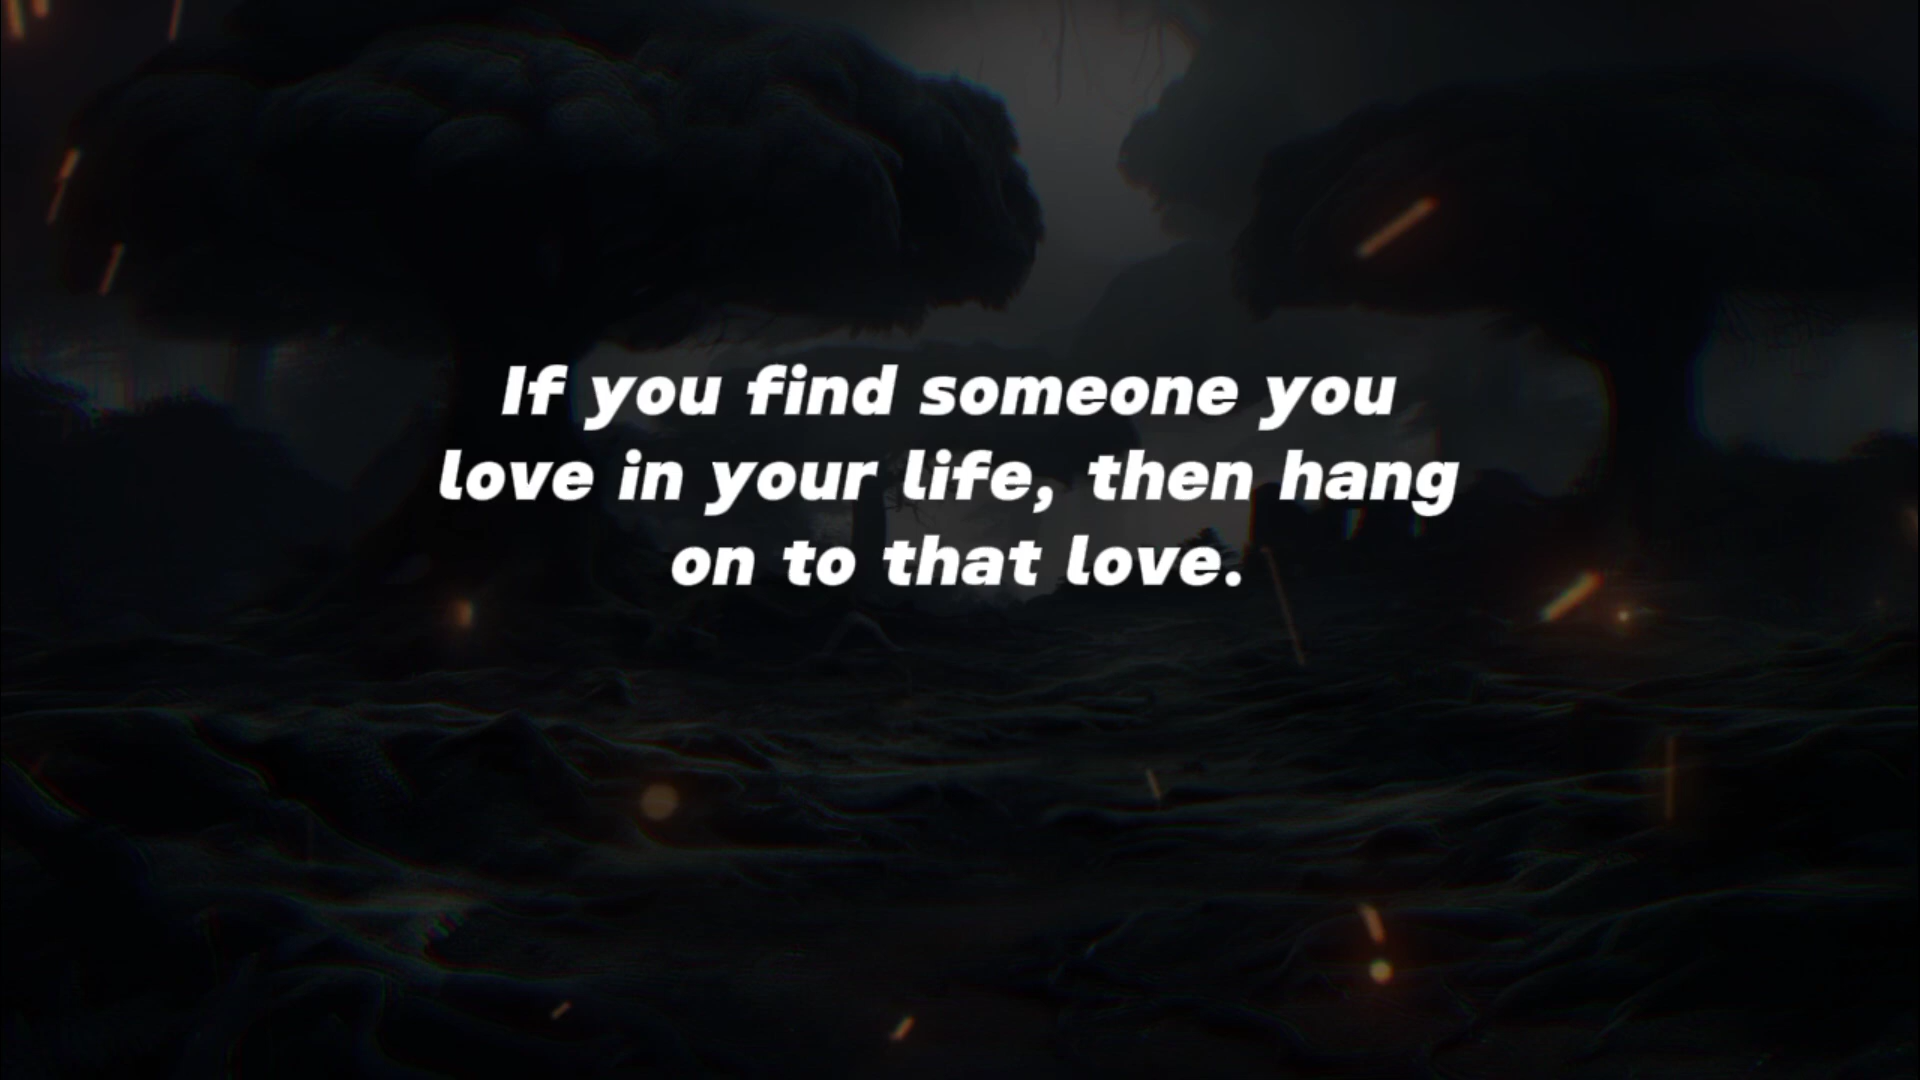 If you find someone you
love in your life, then hang
on to that love.